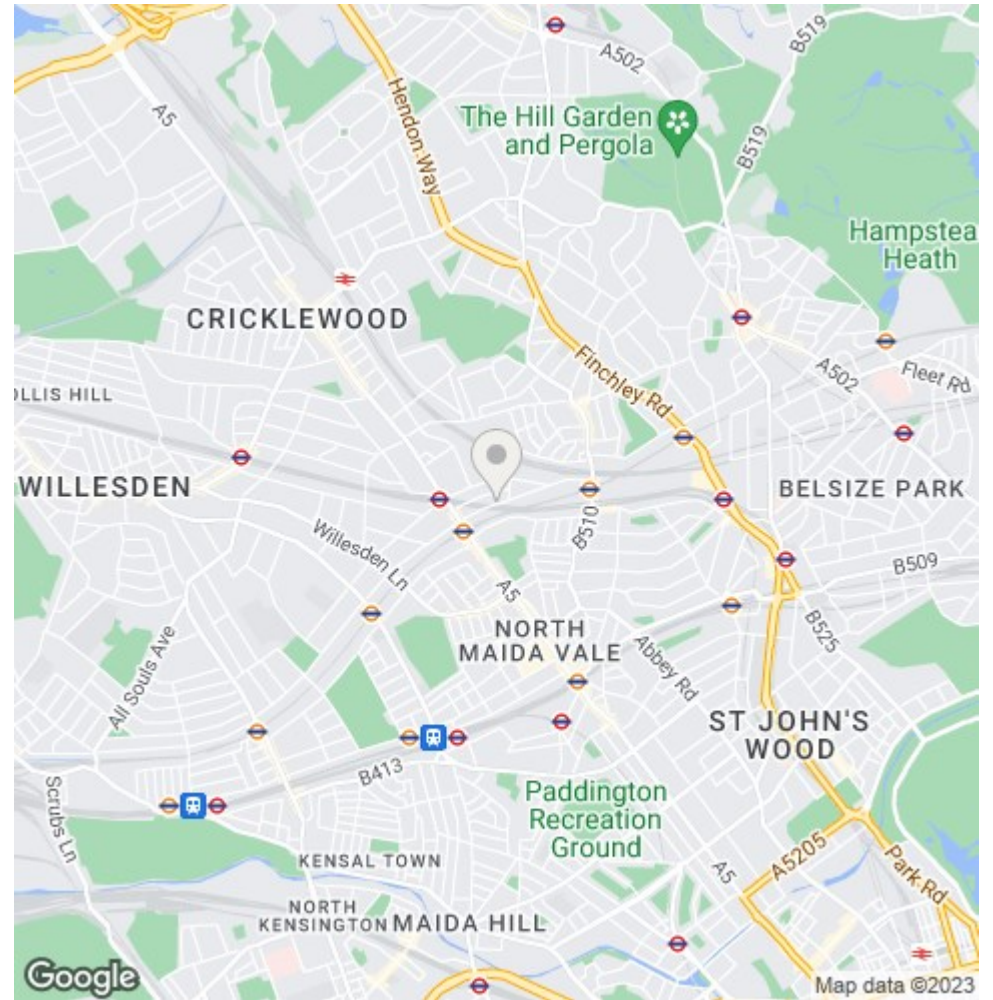 A502
B519
A5
Hendon Way
The Hill Garden
and Pergola
B519
Hampstea
Heath
CRICKLEWOOD
Finchley Rd
A502
Fleet Rd
OLLIS HILL
WILLESDEN
BELSIZE PARK
B510
Willesden Ln
A5
B509
NORTH
MAIDA VALE
Abbey Rd
B525
All Souls Ave
ST JOHN'S
WOOD
B413
Scrubs Ln
Paddington
Recreation
Ground
A5205
Park Rd
KENSAL TOWN
A5
NORTH
KENSINGTON
MAIDA HILL
Google
Map data ©2023